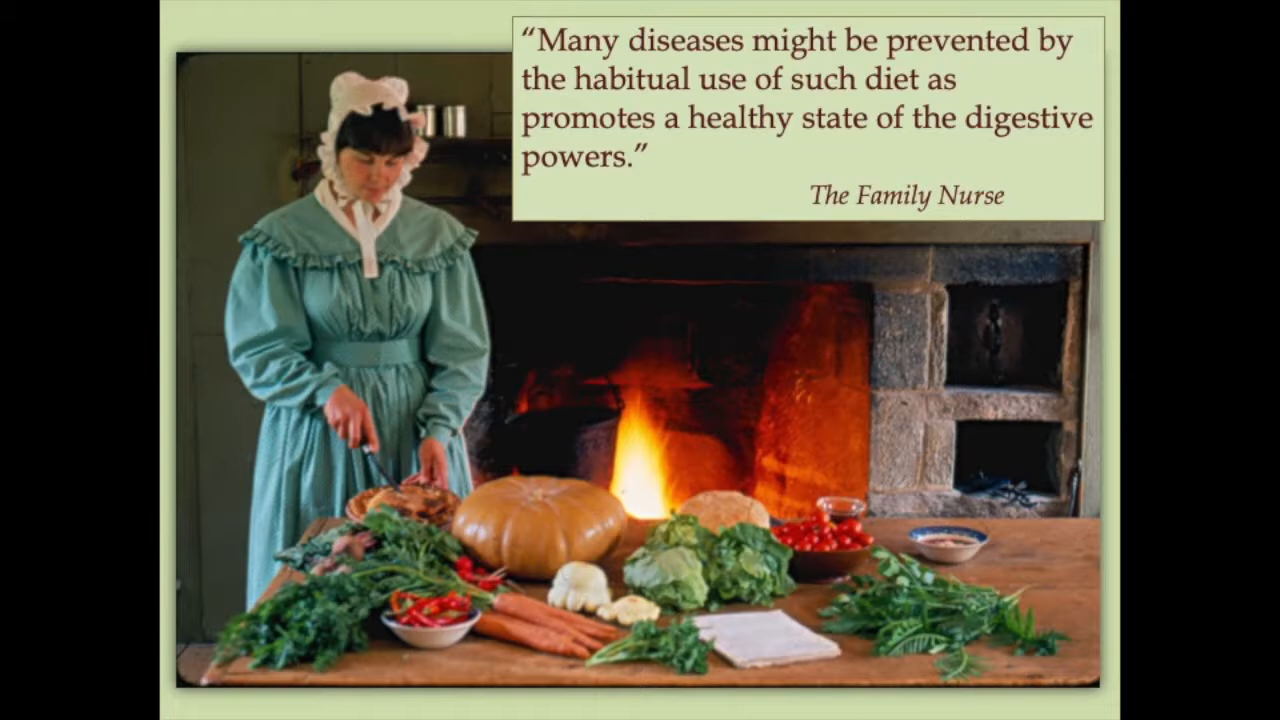 “Many diseases might be prevented by
the habitual use of such diet as
promotes a healthy state of the digestive
powers.”
The Family Nurse